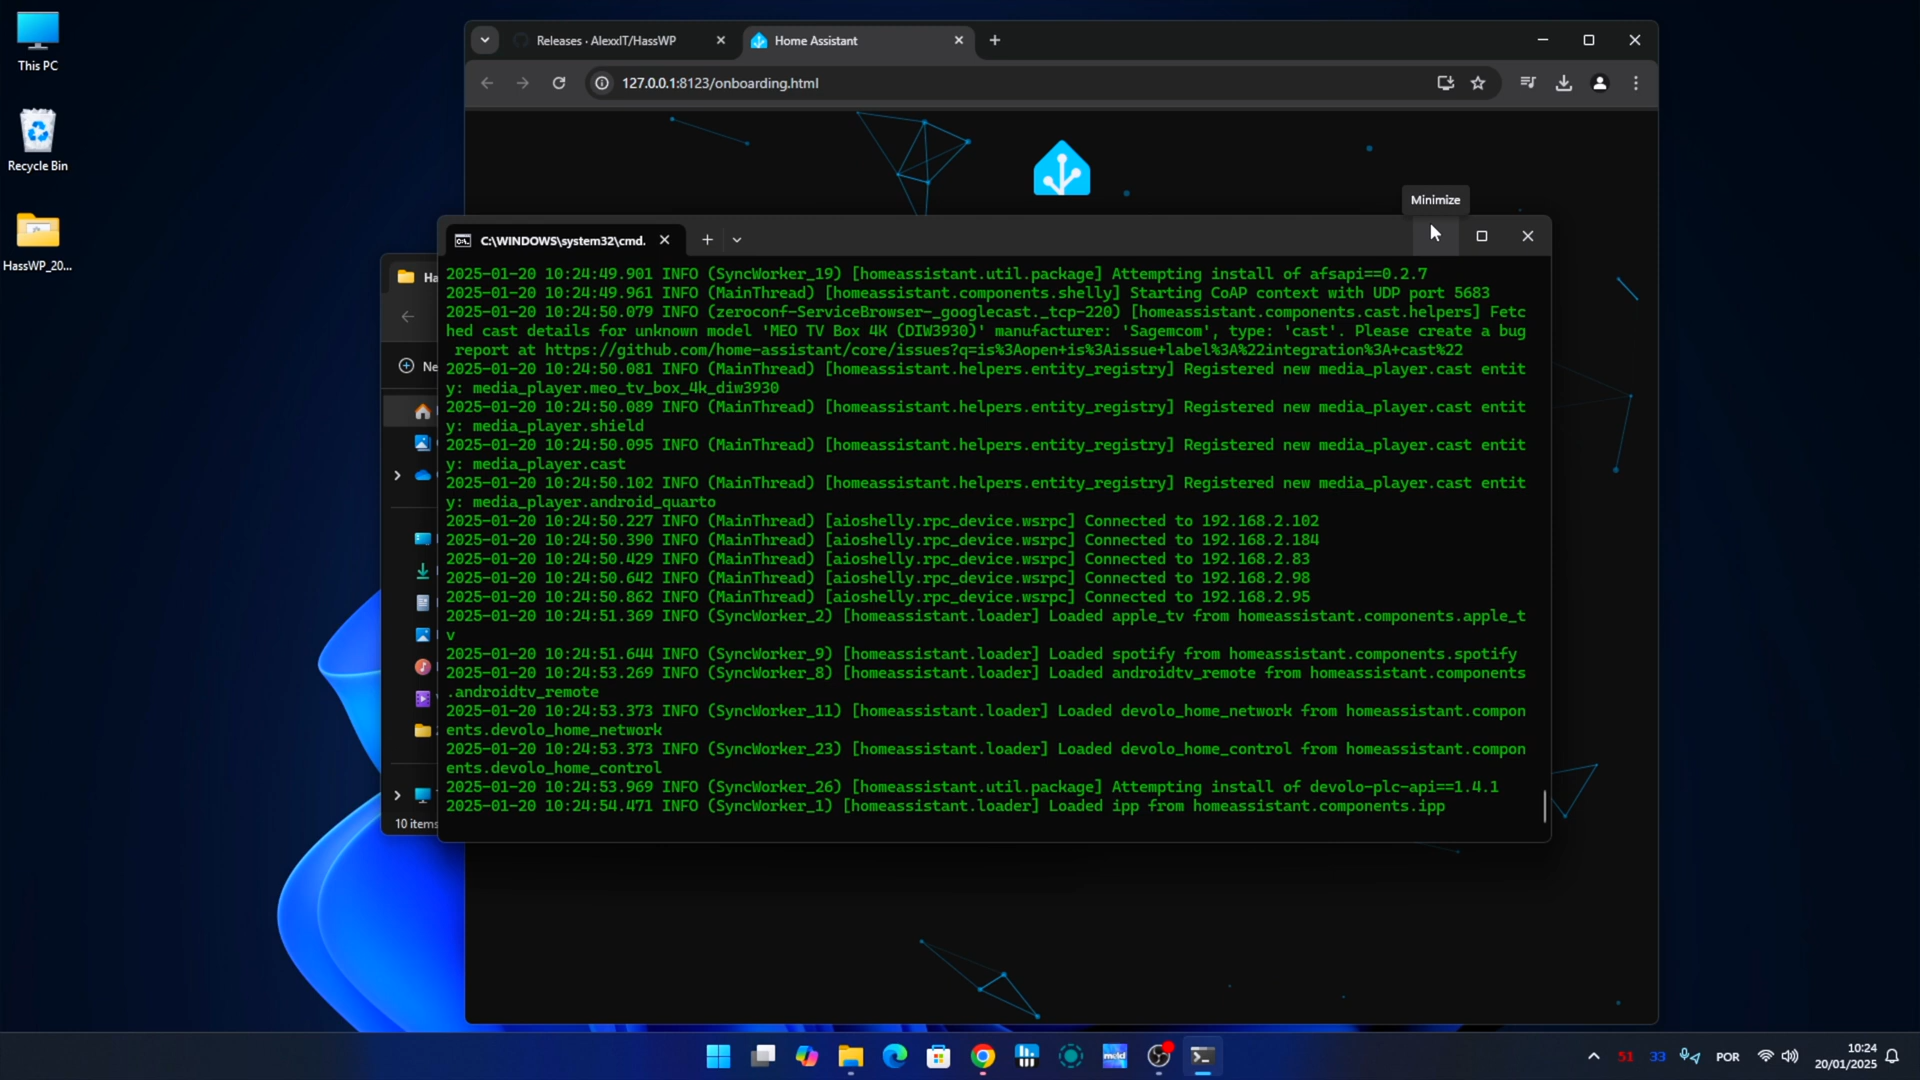 This PC
Recycle Bin
HassWP_20...
Releases · AlexxIT/HassWP
Home Assistant
127.0.0.1:8123/onboarding.html
Minimize
C:\WINDOWS\system32\cmd.
2025-01-20 10:24:49.901 INFO (SyncWorker_19) [homeassistant.util.package] Attempting install of afsapi==0.2.7
2025-01-20 10:24:49.961 INFO (MainThread) [homeassistant.components.shelly] Starting CoAP context with UDP port 5683
2025-01-20 10:24:50.079 INFO (zeroconf-ServiceBrowser-_googlecast._tcp-220) [homeassistant.components.cast.helpers] Fetc
hed cast details for unknown model 'MEO TV Box 4K (DIW3930)' manufacturer: 'Sagemcom', type: 'cast'. Please create a bug
report at https://github.com/home-assistant/core/issues?q=is%3Aopen+is%3Aissue+label%3A%22integration%3A+cast%22
2025-01-20 10:24:50.081 INFO (MainThread) [homeassistant.helpers.entity_registry] Registered new media_player.cast entit
y: media_player.meo_tv_box_4k_diw3930
2025-01-20 10:24:50.089 INFO (MainThread) [homeassistant.helpers.entity_registry] Registered new media_player.cast entit
y: media_player.shield
2025-01-20 10:24:50.095 INFO (MainThread) [homeassistant.helpers.entity_registry] Registered new media_player.cast entit
y: media_player.cast
2025-01-20 10:24:50.102 INFO (MainThread) [homeassistant.helpers.entity_registry] Registered new media_player.cast entit
y: media_player.android_quarto
2025-01-20 10:24:50.227 INFO (MainThread) [aioshelly.rpc_device.wsrpc] Connected to 192.168.2.102
2025-01-20 10:24:50.390 INFO (MainThread) [aioshelly.rpc_device.wsrpc] Connected to 192.168.2.184
2025-01-20 10:24:50.429 INFO (MainThread) [aioshelly.rpc_device.wsrpc] Connected to 192.168.2.83
2025-01-20 10:24:50.642 INFO (MainThread) [aioshelly.rpc_device.wsrpc] Connected to 192.168.2.98
2025-01-20 10:24:50.862 INFO (MainThread) [aioshelly.rpc_device.wsrpc] Connected to 192.168.2.95
2025-01-20 10:24:51.369 INFO (SyncWorker_2) [homeassistant.loader] Loaded apple_tv from homeassistant.components.apple_t
v
2025-01-20 10:24:51.644 INFO (SyncWorker_9) [homeassistant.loader] Loaded spotify from homeassistant.components.spotify
2025-01-20 10:24:53.269 INFO (SyncWorker_8) [homeassistant.loader] Loaded androidtv_remote from homeassistant.components
.androidtv_remote
2025-01-20 10:24:53.373 INFO (SyncWorker_11) [homeassistant.loader] Loaded devolo_home_network from homeassistant.compon
ents.devolo_home_network
2025-01-20 10:24:53.373 INFO (SyncWorker_23) [homeassistant.loader] Loaded devolo_home_control from homeassistant.compon
ents.devolo_home_control
2025-01-20 10:24:53.969 INFO (SyncWorker_26) [homeassistant.util.package] Attempting install of devolo-plc-api==1.4.1
2025-01-20 10:24:54.471 INFO (SyncWorker_1) [homeassistant.loader] Loaded ipp from homeassistant.components.ipp
Ha
Ne
10 items
51 33 POR
10:24
20/01/2025